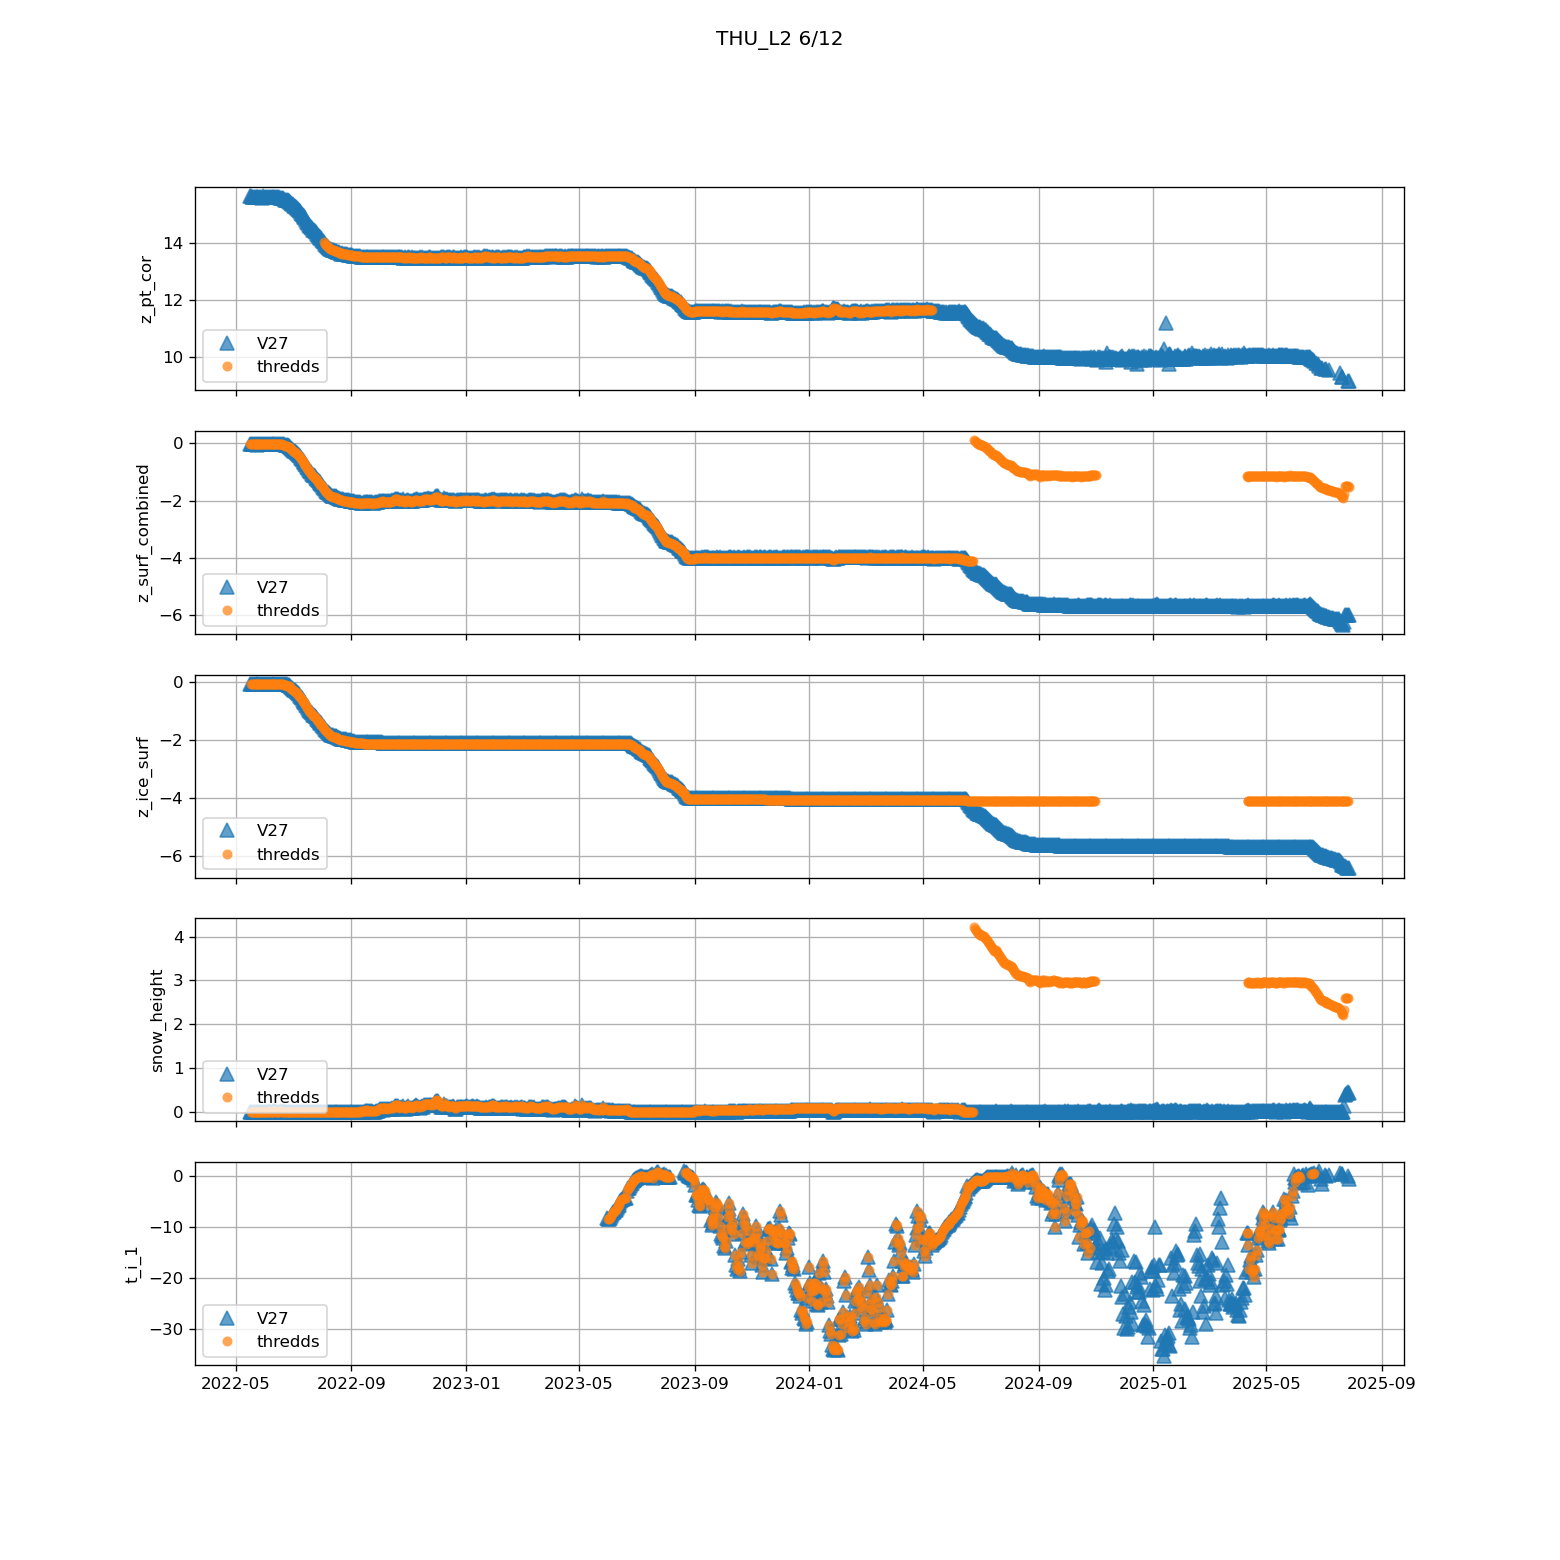 THU_L2 6/12
z_pt_cor
14
12
10
V27
thredds
z_surf_combined
0
−2
−4
−6
V27
thredds
z_ice_surf
0
−2
−4
−6
V27
thredds
snow_height
4
3
2
1
0
V27
thredds
t_i_1
0
−10
−20
−30
V27
thredds
2022-05 2022-09 2023-01 2023-05 2023-09 2024-01 2024-05 2024-09 2025-01 2025-05 2025-09